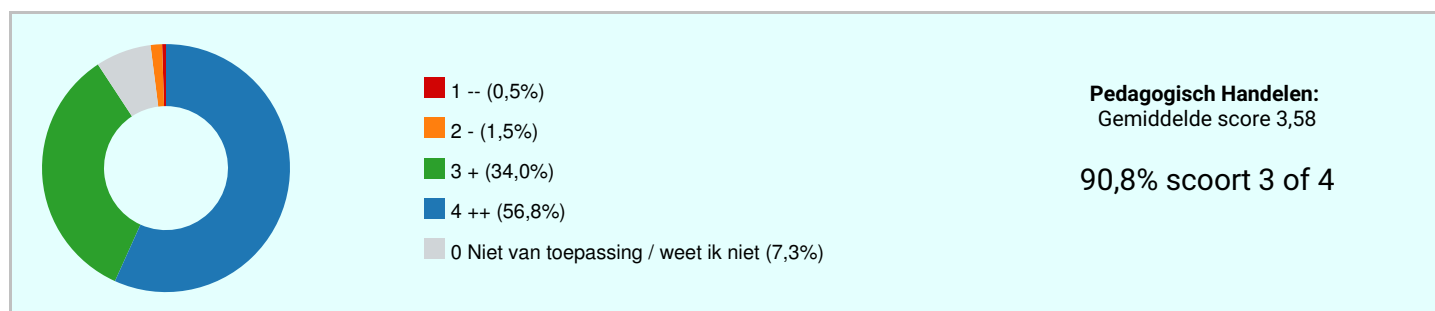 1 -- (0,5%)
2 - (1,5%)
3 + (34,0%)
4 ++ (56,8%)
0 Niet van toepassing / weet ik niet (7,3%)
Pedagogisch Handelen:
Gemiddelde score 3,58
90,8% scoort 3 of 4